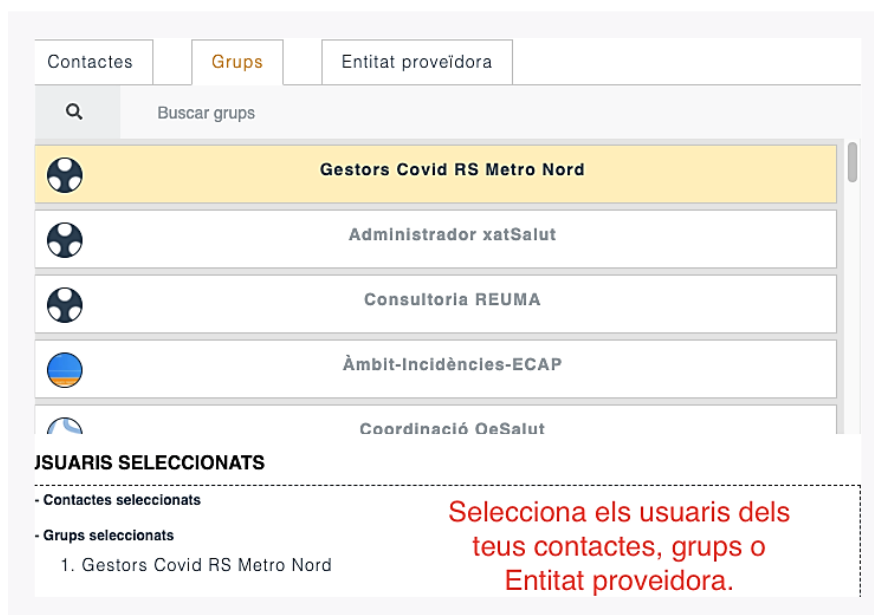 Contactes
Grups
Entitat proveïdora
Buscar grups
Gestors Covid RS Metro Nord
Administrador xatSalut
Consultoria REUMA
Àmbit-Incidències-ECAP
Coordinació OeSalut
USUARIS SELECCIONATS
- Contactes seleccionats
- Grups seleccionats
1. Gestors Covid RS Metro Nord
Selecciona els usuaris dels
teus contactes, grups o
Entitat proveidora.